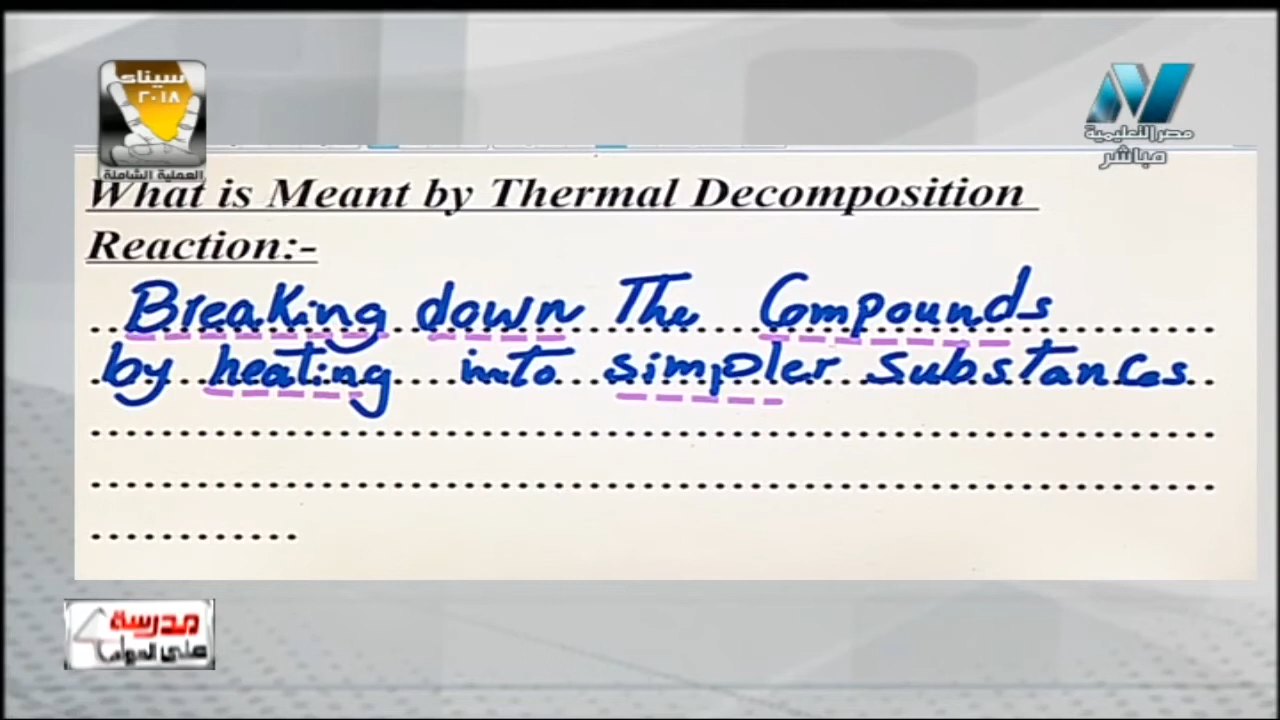 سيناء
٢٠١٨
العملية الشاملة
مصر التعليمية
مباشر
What is Meant by Thermal Decomposition
Reaction:-
Breaking down The Compounds
by heating into simpler substances
مدرسة
على الهواء